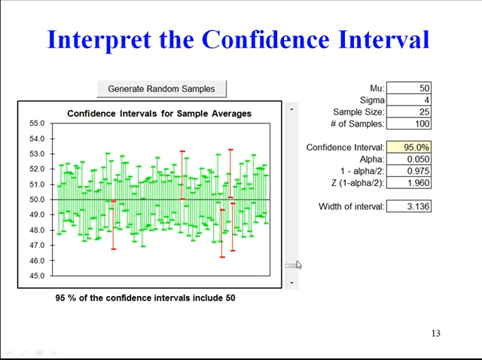 Interpret the Confidence Interval
Generate Random Samples
Confidence Intervals for Sample Averages
55.0
54.0
53.0
52.0
51.0
50.0
49.0
48.0
47.0
46.0
45.0
95 % of the confidence intervals include 50
Mu: 50
Sigma 4
Sample Size: 25
# of Samples: 100
Confidence Interval: 95.0%
Alpha: 0.050
1 - alpha/2: 0.975
Z (1-alpha/2): 1.960
Width of interval: 3.136
13